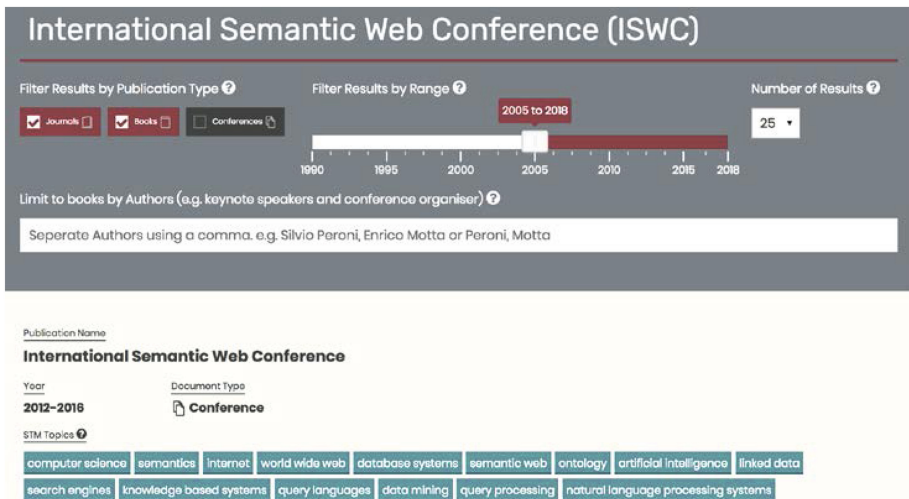 International Semantic Web Conference (ISWC)
Filter Results by Publication Type ?
Filter Results by Range ?
Number of Results ?
Journals
Books
Conferences
2005 to 2018
25
1990 1995 2000 2005 2010 2015 2018
Limit to books by Authors (e.g. keynote speakers and conference organiser) ?
Seperate Authors using a comma. e.g. Silvio Peroni, Enrico Motta or Peroni, Motta
Publication Name
International Semantic Web Conference
Year
Document Type
2012-2016
Conference
STM Topics ?
computer science semantics internet world wide web database systems semantic web ontology artificial intelligence linked data
search engines knowledge based systems query languages data mining query processing natural language processing systems